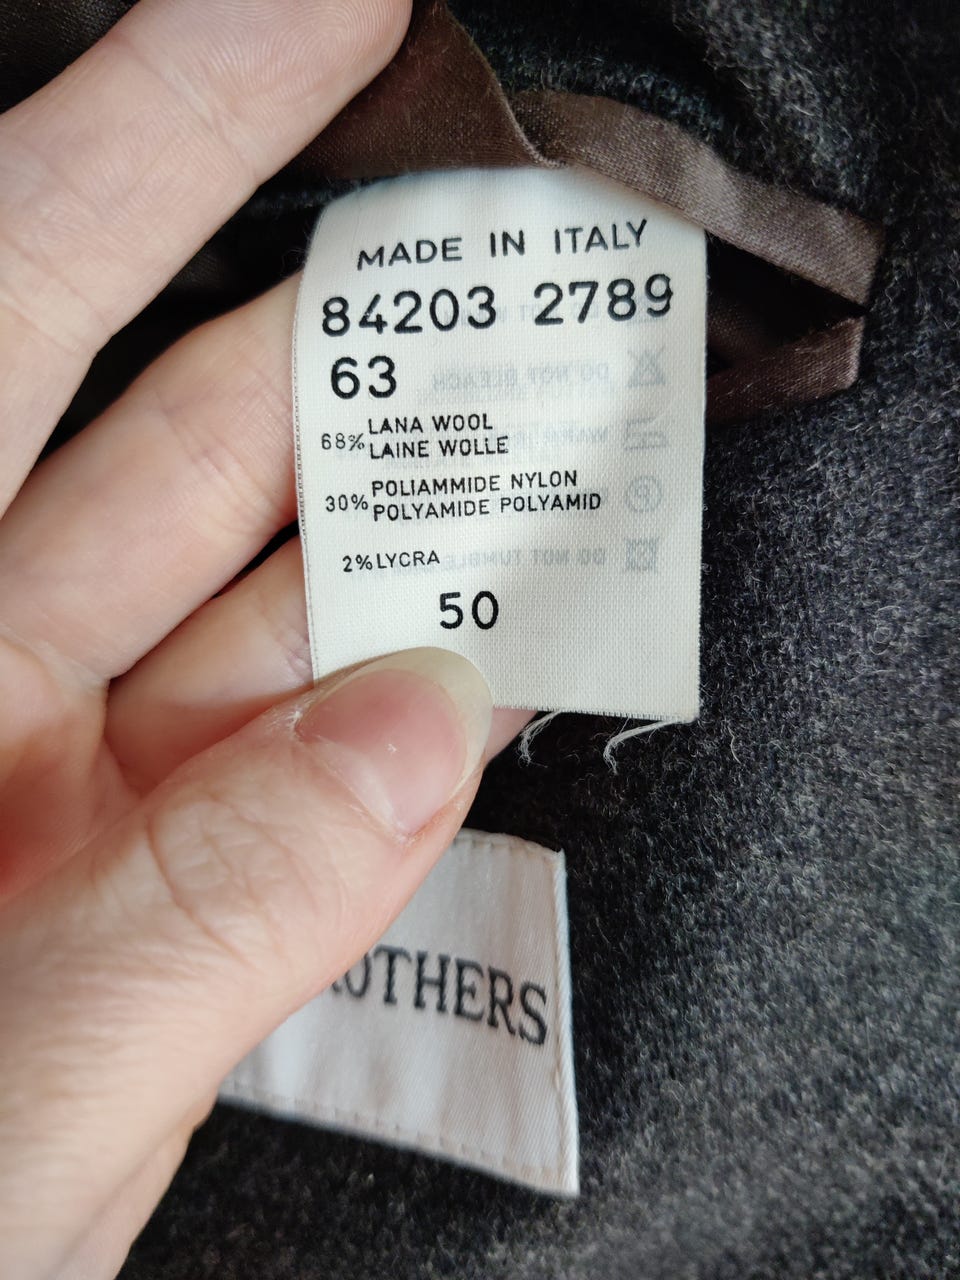 MADE IN ITALY
84203 2789
63
68% LANA WOOL
LAINE WOLLE
30% POLIAMMIDE NYLON
POLYAMIDE POLYAMID
2% LYCRA
50
ROTHERS